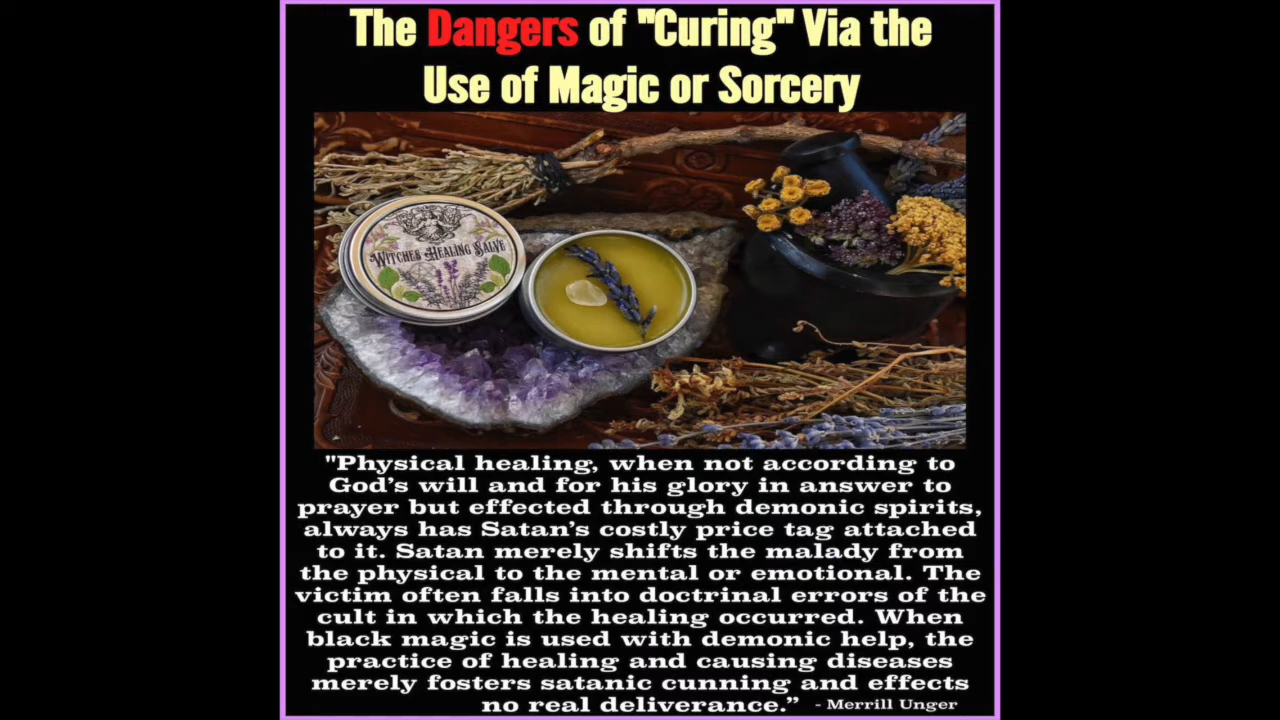 The Dangers of "Curing" Via the
Use of Magic or Sorcery
WITCHES HEALING SALVE
"Physical healing, when not according to
God’s will and for his glory in answer to
prayer but effected through demonic spirits,
always has Satan’s costly price tag attached
to it. Satan merely shifts the malady from
the physical to the mental or emotional. The
victim often falls into doctrinal errors of the
cult in which the healing occurred. When
black magic is used with demonic help, the
practice of healing and causing diseases
merely fosters satanic cunning and effects
no real deliverance.” - Merrill Unger